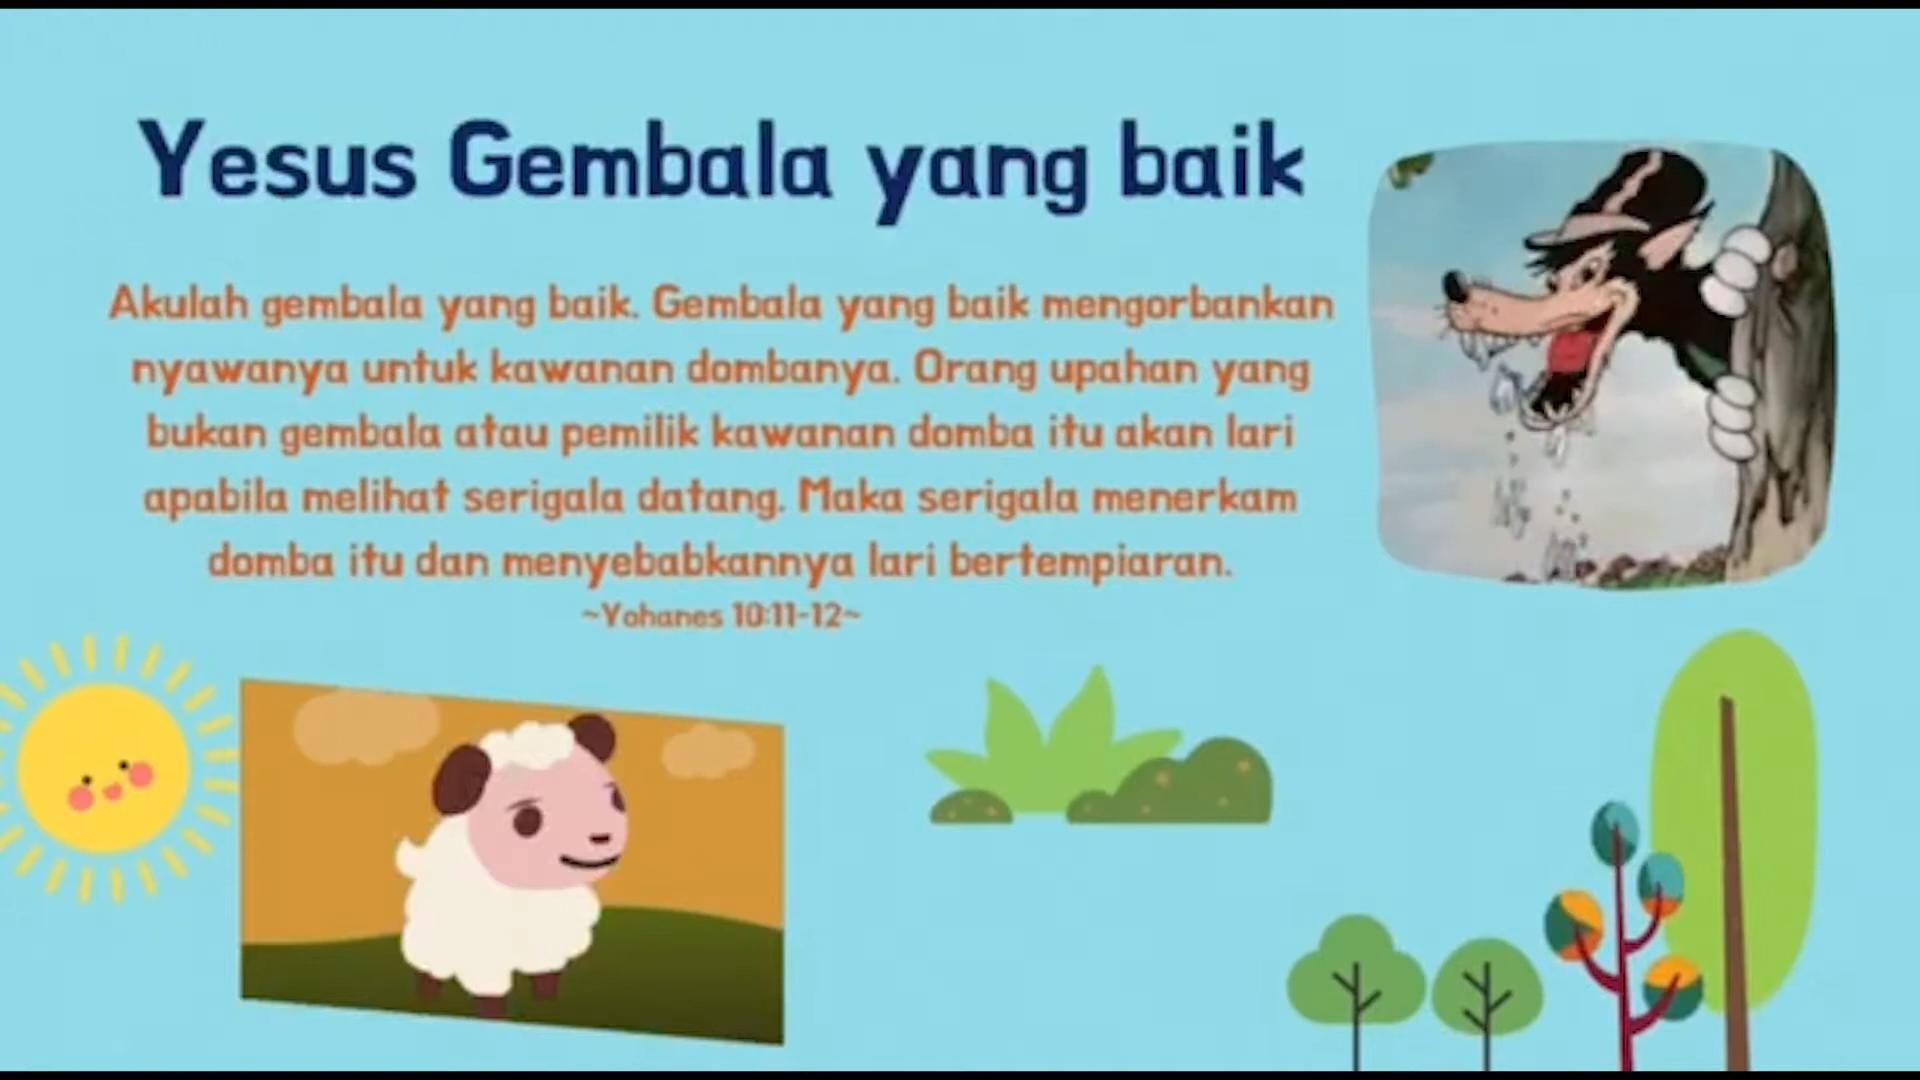 Yesus Gembala yang baik
Akulah gembala yang baik. Gembala yang baik mengorbankan
nyawanya untuk kawanan dombanya. Orang upahan yang
bukan gembala atau pemilik kawanan domba itu akan lari
apabila melihat serigala datang. Maka serigala menerkam
domba itu dan menyebabkannya lari bertempiaran.
~Yohanes 10:11-12~